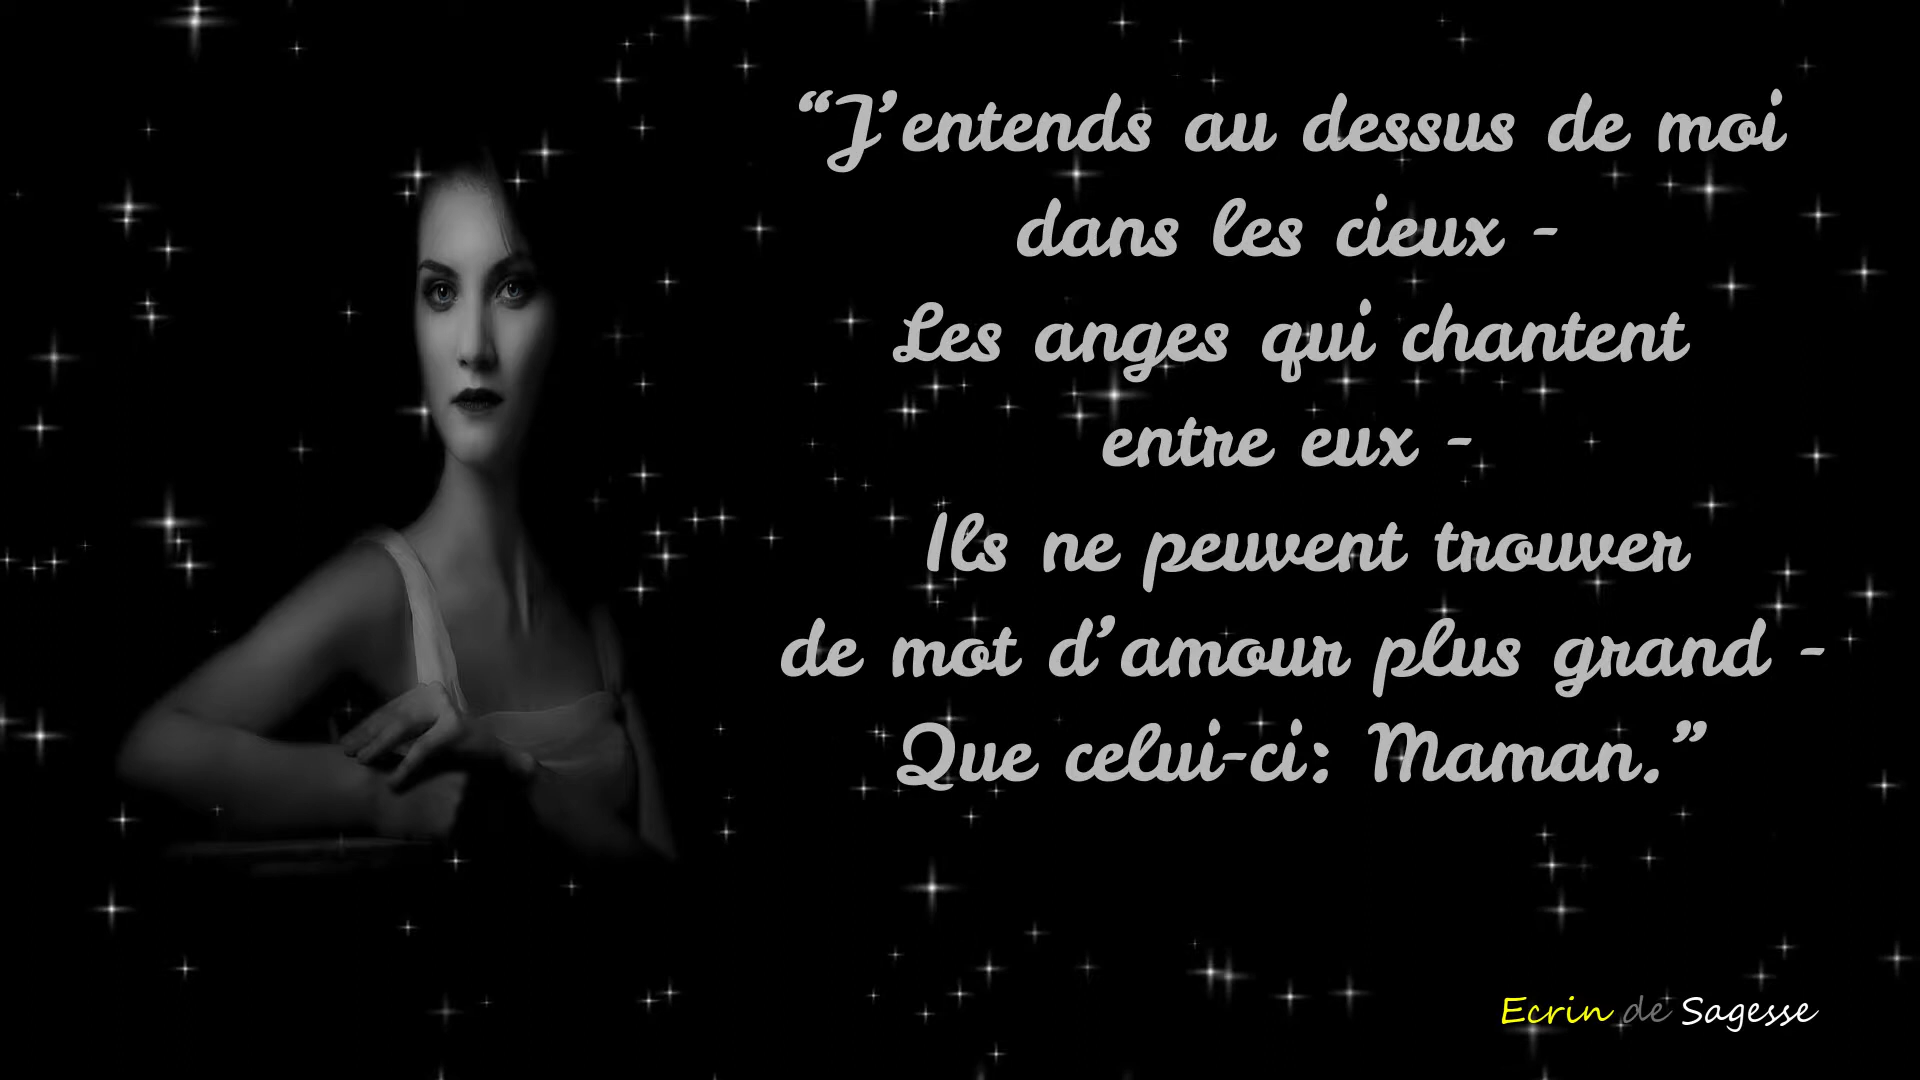 “J’entends au dessus de moi
dans les cieux -
Les anges qui chantent
entre eux -
Ils ne peuvent trouver
de mot d’amour plus grand -
Que celui-ci: Maman.”
Ecrin de Sagesse